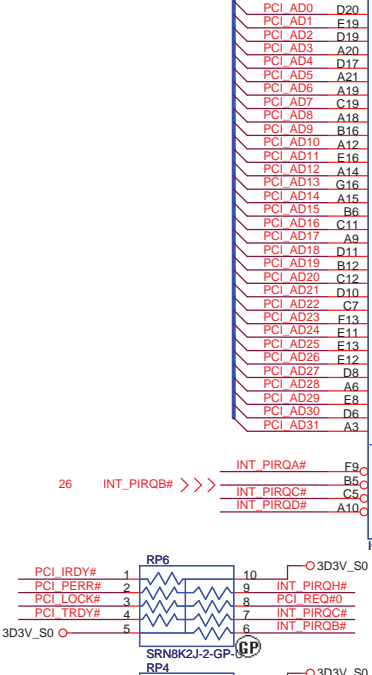 PCI_AD0 D20
PCI_AD1 E19
PCI_AD2 D19
PCI_AD3 A20
PCI_AD4 D17
PCI_AD5 A21
PCI_AD6 A19
PCI_AD7 C19
PCI_AD8 A18
PCI_AD9 B16
PCI_AD10 A12
PCI_AD11 E16
PCI_AD12 A14
PCI_AD13 G16
PCI_AD14 A15
PCI_AD15 B6
PCI_AD16 C11
PCI_AD17 A9
PCI_AD18 D11
PCI_AD19 B12
PCI_AD20 C12
PCI_AD21 D10
PCI_AD22 C7
PCI_AD23 F13
PCI_AD24 E11
PCI_AD25 E13
PCI_AD26 E12
PCI_AD27 D8
PCI_AD28 A6
PCI_AD29 E8
PCI_AD30 D6
PCI_AD31 A3
INT_PIRQA# F9
26 INT_PIRQB# B5
INT_PIRQC# C5
INT_PIRQD# A10
RP6
3D3V_S0
PCI_IRDY# 1 10
PCI_PERR# 2 9 INT_PIRQH#
PCI_LOCK# 3 8 PCI_REQ#0
PCI_TRDY# 4 7 INT_PIRQC#
3D3V_S0 5 6 INT_PIRQB#
SRN8K2J-2-GP-U
GP
RP4
3D3V_S0